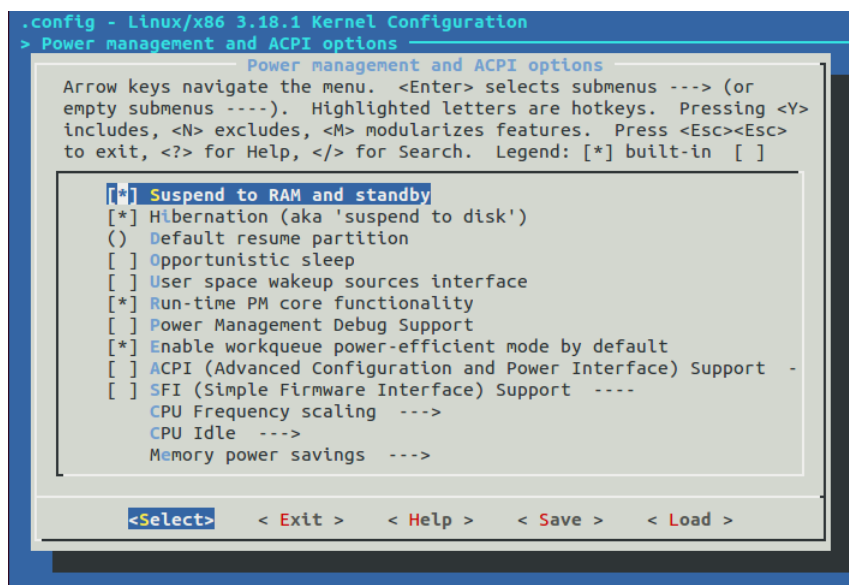 .config - Linux/x86 3.18.1 Kernel Configuration
> Power management and ACPI options
Power management and ACPI options
Arrow keys navigate the menu.  <Enter> selects submenus ---> (or
empty submenus ----).  Highlighted letters are hotkeys.  Pressing <Y>
includes, <N> excludes, <M> modularizes features.  Press <Esc><Esc>
to exit, <?> for Help, </> for Search.  Legend: [*] built-in  [ ]
[*] Suspend to RAM and standby
[*] Hibernation (aka 'suspend to disk')
()  Default resume partition
[ ] Opportunistic sleep
[ ] User space wakeup sources interface
[*] Run-time PM core functionality
[ ] Power Management Debug Support
[*] Enable workqueue power-efficient mode by default
[ ] ACPI (Advanced Configuration and Power Interface) Support  -
[ ] SFI (Simple Firmware Interface) Support  ----
CPU Frequency scaling  --->
CPU Idle  --->
Memory power savings  --->
<Select>    < Exit >    < Help >    < Save >    < Load >